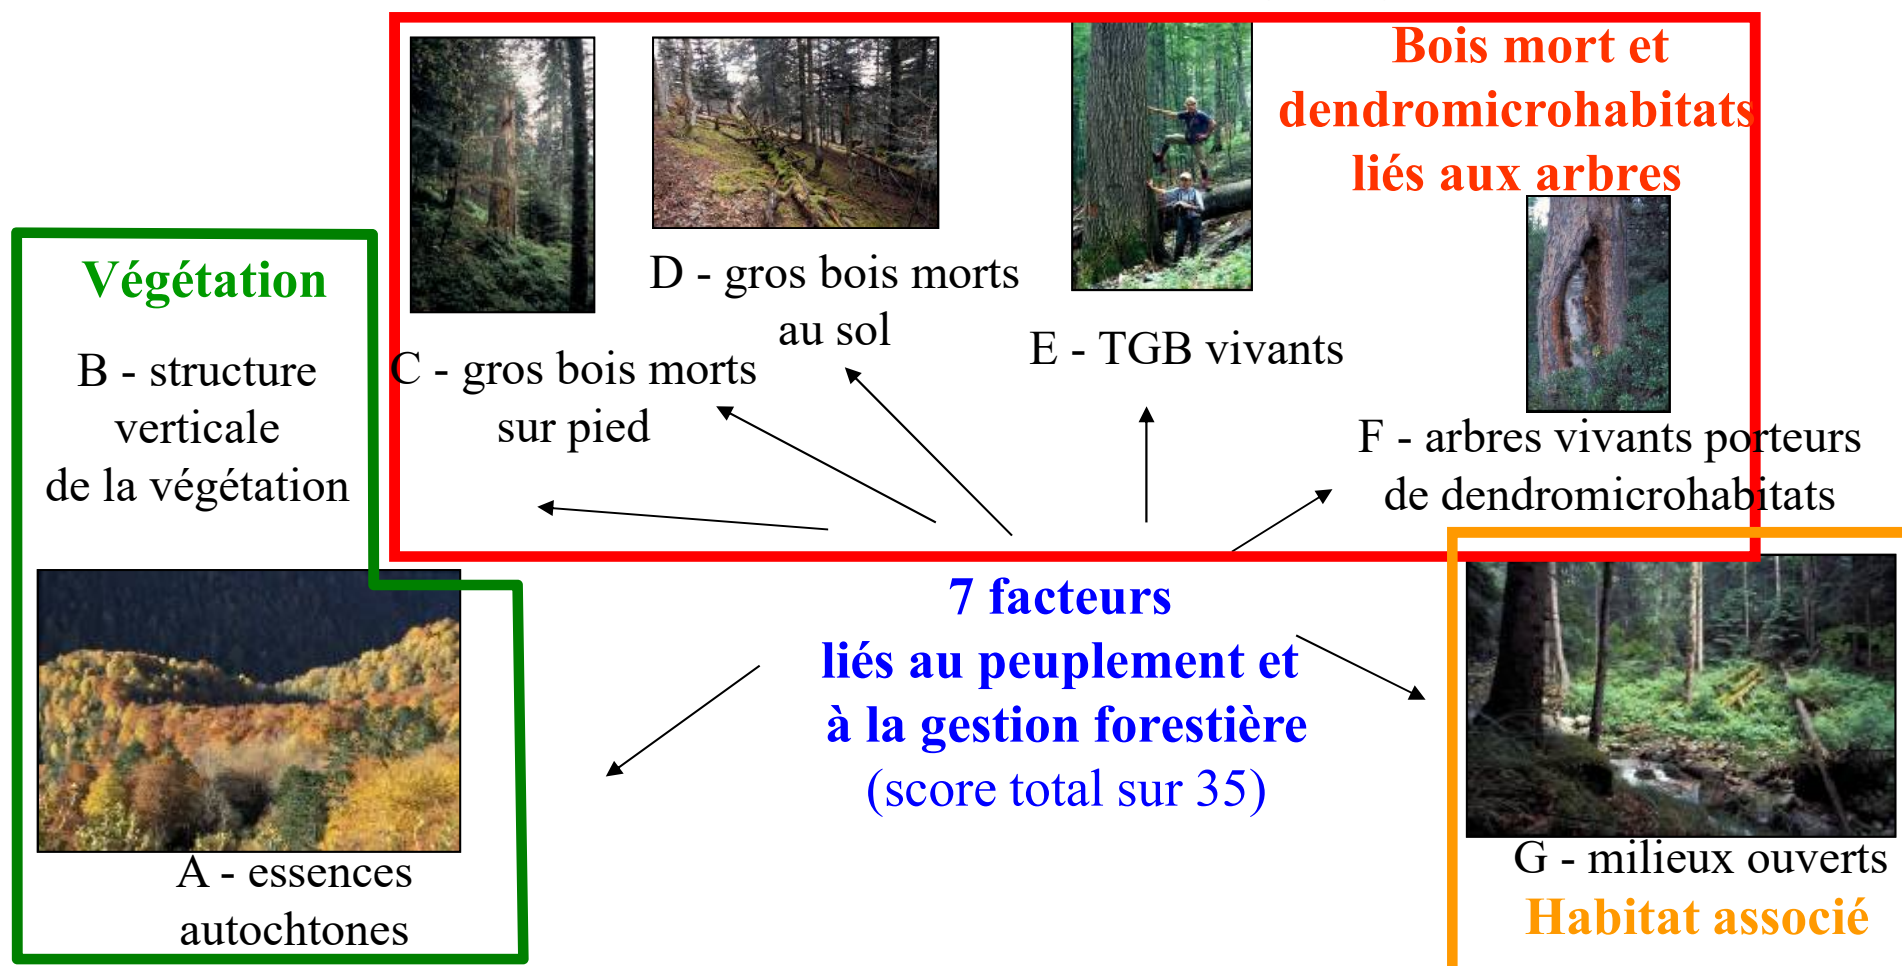 Bois mort et
dendromicrohabitats
liés aux arbres
Végétation
B - structure
verticale
de la végétation
C - gros bois morts
sur pied
D - gros bois morts
au sol
E - TGB vivants
F - arbres vivants porteurs
de dendromicrohabitats
7 facteurs
liés au peuplement et
à la gestion forestière
(score total sur 35)
A - essences
autochtones
G - milieux ouverts
Habitat associé